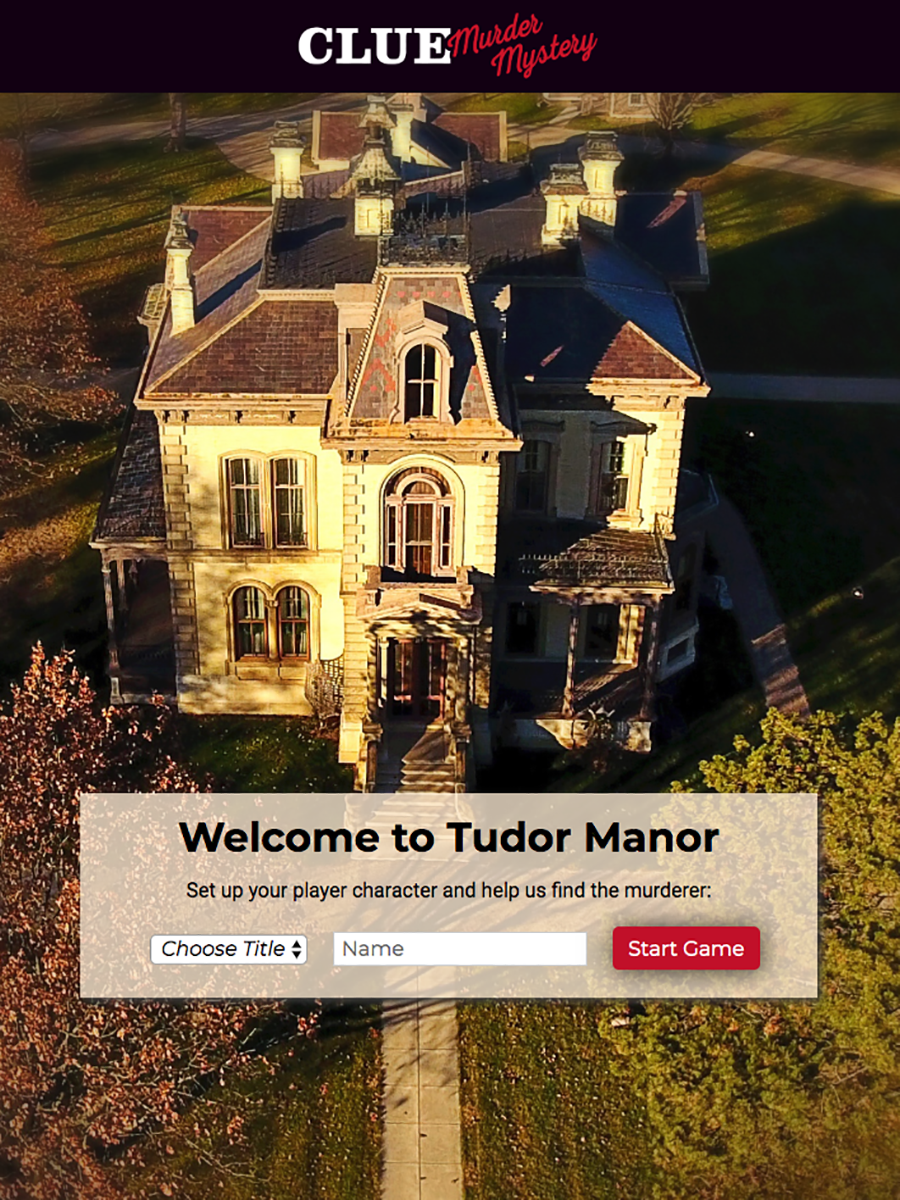 CLUE Murder Mystery
Welcome to Tudor Manor
Set up your player character and help us find the murderer:
Choose Title Name Start Game